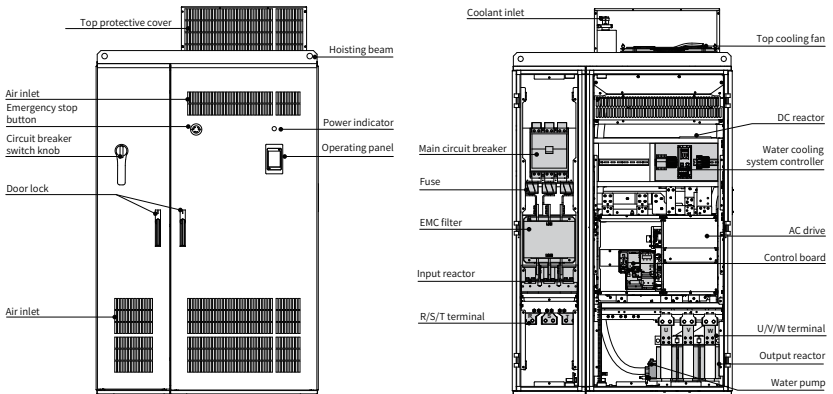 Top protective cover
Hoisting beam
Air inlet
Emergency stop
button
Circuit breaker
switch knob
Door lock
Power indicator
Operating panel
Air inlet
Coolant inlet
Top cooling fan
DC reactor
Main circuit breaker
Water cooling
system controller
Fuse
EMC filter
AC drive
Control board
Input reactor
R/S/T terminal
R S T
U V W
U/V/W terminal
Output reactor
Water pump